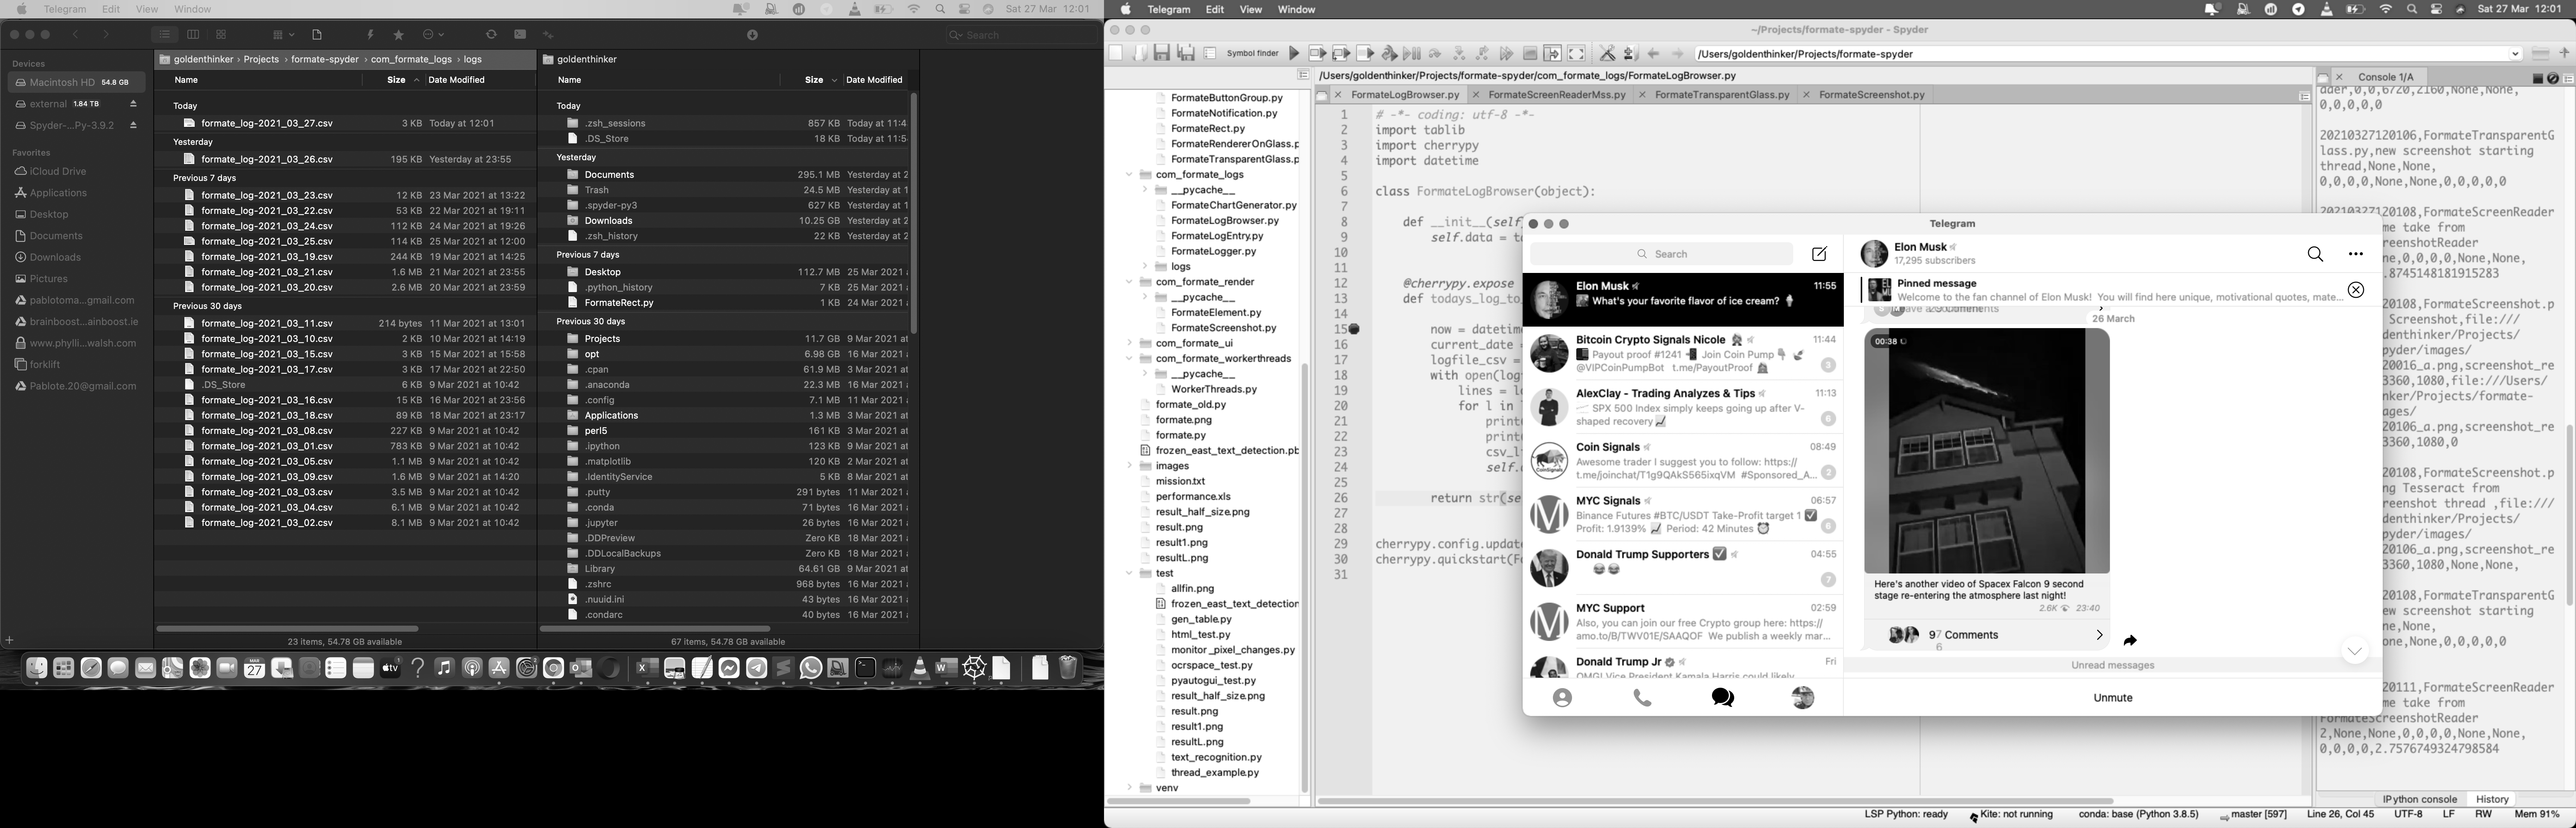 Telegram Edit View Window
Sat 27 Mar 12:01
Search
Devices
Macintosh HD 54.8 GB
external 1.84 TB
Spyder-...Py-3.9.2
Favorites
iCloud Drive
Applications
Desktop
Documents
Downloads
Pictures
pablotoma...gmail.com
brainboost...ainboost.ie
www.phylli...walsh.com
forklift
Pablote.20@gmail.com
goldenthinker › Projects › formate-spyder › com_formate_logs › logs
Name Size Date Modified
Today
formate_log-2021_03_27.csv 3 KB Today at 12:01
Yesterday
formate_log-2021_03_26.csv 195 KB Yesterday at 23:55
Previous 7 days
formate_log-2021_03_23.csv 12 KB 23 Mar 2021 at 13:22
formate_log-2021_03_22.csv 53 KB 22 Mar 2021 at 19:11
formate_log-2021_03_24.csv 112 KB 24 Mar 2021 at 19:26
formate_log-2021_03_25.csv 114 KB 25 Mar 2021 at 12:00
formate_log-2021_03_19.csv 244 KB 19 Mar 2021 at 14:25
formate_log-2021_03_21.csv 1.6 MB 21 Mar 2021 at 23:55
formate_log-2021_03_20.csv 2.6 MB 20 Mar 2021 at 23:59
Previous 30 days
formate_log-2021_03_11.csv 214 bytes 11 Mar 2021 at 13:01
formate_log-2021_03_10.csv 2 KB 10 Mar 2021 at 14:19
formate_log-2021_03_15.csv 3 KB 15 Mar 2021 at 15:58
formate_log-2021_03_17.csv 3 KB 17 Mar 2021 at 22:50
.DS_Store 6 KB 9 Mar 2021 at 10:42
formate_log-2021_03_16.csv 15 KB 16 Mar 2021 at 23:56
formate_log-2021_03_18.csv 89 KB 18 Mar 2021 at 23:17
formate_log-2021_03_08.csv 227 KB 9 Mar 2021 at 10:42
formate_log-2021_03_01.csv 783 KB 9 Mar 2021 at 10:42
formate_log-2021_03_05.csv 1.1 MB 9 Mar 2021 at 10:42
formate_log-2021_03_09.csv 1.6 MB 9 Mar 2021 at 14:20
formate_log-2021_03_03.csv 3.5 MB 9 Mar 2021 at 10:42
formate_log-2021_03_04.csv 6.1 MB 9 Mar 2021 at 10:42
formate_log-2021_03_02.csv 8.1 MB 9 Mar 2021 at 10:42
23 items, 54.78 GB available
goldenthinker
Name Size Date Modified
Today
.zsh_sessions 857 KB Today at 11:4
.DS_Store 18 KB Today at 11:5
Yesterday
Documents 295.1 MB Yesterday at 2
Trash 24.5 MB Yesterday at 1
.spyder-py3 627 KB Yesterday at 1
Downloads 10.25 GB Yesterday at 2
.zsh_history 22 KB Yesterday at 2
Previous 7 days
Desktop 112.7 MB 25 Mar 2021
.python_history 7 KB 25 Mar 2021
FormateRect.py 1 KB 24 Mar 2021
Previous 30 days
Projects 11.7 GB 9 Mar 2021 at
opt 6.98 GB 16 Mar 2021
.cpan 61.9 MB 3 Mar 2021 at
.anaconda 22.3 MB 16 Mar 2021
.config 7.1 MB 11 Mar 2021
Applications 1.3 MB 3 Mar 2021 at
perl5 161 KB 3 Mar 2021 at
.ipython 123 KB 9 Mar 2021 at
.matplotlib 120 KB 2 Mar 2021 at
.IdentityService 5 KB 8 Mar 2021 at
.putty 291 bytes 11 Mar 2021
.conda 71 bytes 16 Mar 2021
.jupyter 26 bytes 16 Mar 2021
.DDPreview Zero KB 18 Mar 2021
.DDLocalBackups Zero KB 18 Mar 2021
Library 64.61 GB 9 Mar 2021 at
.zshrc 968 bytes 16 Mar 2021
.nuuid.ini 43 bytes 16 Mar 2021
.condarc 40 bytes 16 Mar 2021
67 items, 54.78 GB available
Telegram Edit View Window
Sat 27 Mar 12:01
~/Projects/formate-spyder - Spyder
Symbol finder
/Users/goldenthinker/Projects/formate-spyder
/Users/goldenthinker/Projects/formate-spyder/com_formate_logs/FormateLogBrowser.py
FormateLogBrowser.py FormateScreenReaderMss.py FormateTransparentGlass.py FormateScreenshot.py
FormateButtonGroup.py
FormateNotification.py
FormateRect.py
FormateRendererOnGlass.p
FormateTransparentGlass.p
com_formate_logs
__pycache__
FormateChartGenerator.py
FormateLogBrowser.py
FormateLogEntry.py
FormateLogger.py
logs
com_formate_render
__pycache__
FormateElement.py
FormateScreenshot.py
com_formate_ui
com_formate_workerthreads
__pycache__
WorkerThreads.py
formate_old.py
formate.png
formate.py
frozen_east_text_detection.pb
images
mission.txt
performance.xls
result_half_size.png
result.png
result1.png
resultL.png
test
allfin.png
frozen_east_text_detection
gen_table.py
html_test.py
monitor_pixel_changes.py
ocrspace_test.py
pyautogui_test.py
result_half_size.png
result.png
result1.png
resultL.png
text_recognition.py
thread_example.py
venv
1 # -*- coding: utf-8 -*-
2 import tablib
3 import cherrypy
4 import datetime
5
6 class FormateLogBrowser(object):
7
8 def __init__(self
9 self.data = ta
10
11
12 @cherrypy.expose
13 def todays_log_to_
14
15 now = datetime
16 current_date =
17 logfile_csv =
18 with open(log
19 lines = l
20 for l in l
21 print
22 print
23 csv_l
24 self.
25
26 return str(se
27
28
29 cherrypy.config.update
30 cherrypy.quickstart(F
31
Telegram
Search
Elon Musk 11:55
What's your favorite flavor of ice cream?
Bitcoin Crypto Signals Nicole 11:44
Payout proof #1241 Join Coin Pump
@VIPCoinPumpBot t.me/PayoutProof 3
AlexClay - Trading Analyzes & Tips 11:13
SPX 500 Index simply keeps going up after V-
shaped recovery 6
Coin Signals 08:49
Awesome trader I suggest you to follow: https://
t.me/joinchat/T1g9QAkS565ixqVM #Sponsored_A... 2
MYC Signals 06:57
Binance Futures #BTC/USDT Take-Profit target 1
Profit: 1.9139% Period: 42 Minutes 6
Donald Trump Supporters 04:55
7
MYC Support 02:59
Also, you can join our free Crypto group here: https://
amo.to/B/TWV01E/SAAQOF We publish a weekly mar...
Donald Trump Jr Fri
OMG! Vice President Kamala Harris could likely
Elon Musk
17,295 subscribers
Pinned message
Welcome to the fan channel of Elon Musk! You will find here unique, motivational quotes, mate...
26 March
00:38
Here's another video of Spacex Falcon 9 second
stage re-entering the atmosphere last night!
2.6K 23:40
97 Comments
Unread messages
Unmute
Console 1/A
ader,0,0,6720,2160,None,None,
0,0,0,0,0
20210327120106,FormateTransparentG
lass.py,new screenshot starting
thread,None,None,
0,0,0,0,None,None,0,0,0,0,0
20210327120108,FormateScreenReader
me take from
reenshotReader
one,0,0,0,0,None,None,
.8745148181915283
20108,FormateScreenshot.
Screenshot,file:///
denthinker/Projects/
pyder/images/
20016_a.png,screenshot_re
3360,1080,file:///Users/
nker/Projects/formate-
ages/
20106_a.png,screenshot_re
3360,1080,0
20108,FormateScreenshot.p
ng Tesseract from
eenshot thread ,file:///
denthinker/Projects/
pyder/images/
20106_a.png,screenshot_re
3360,1080,None,None,
20108,FormateTransparentG
ew screenshot starting
ne,None,
None,None,0,0,0,0,0
20111,FormateScreenReader
me take from
FormateScreenshotReader
2,None,None,0,0,0,0,None,None,
0,0,0,0,2.7576749324798584
IPython console History
LSP Python: ready Kite: not running conda: base (Python 3.8.5) master [597] Line 26, Col 45 UTF-8 LF RW Mem 91%